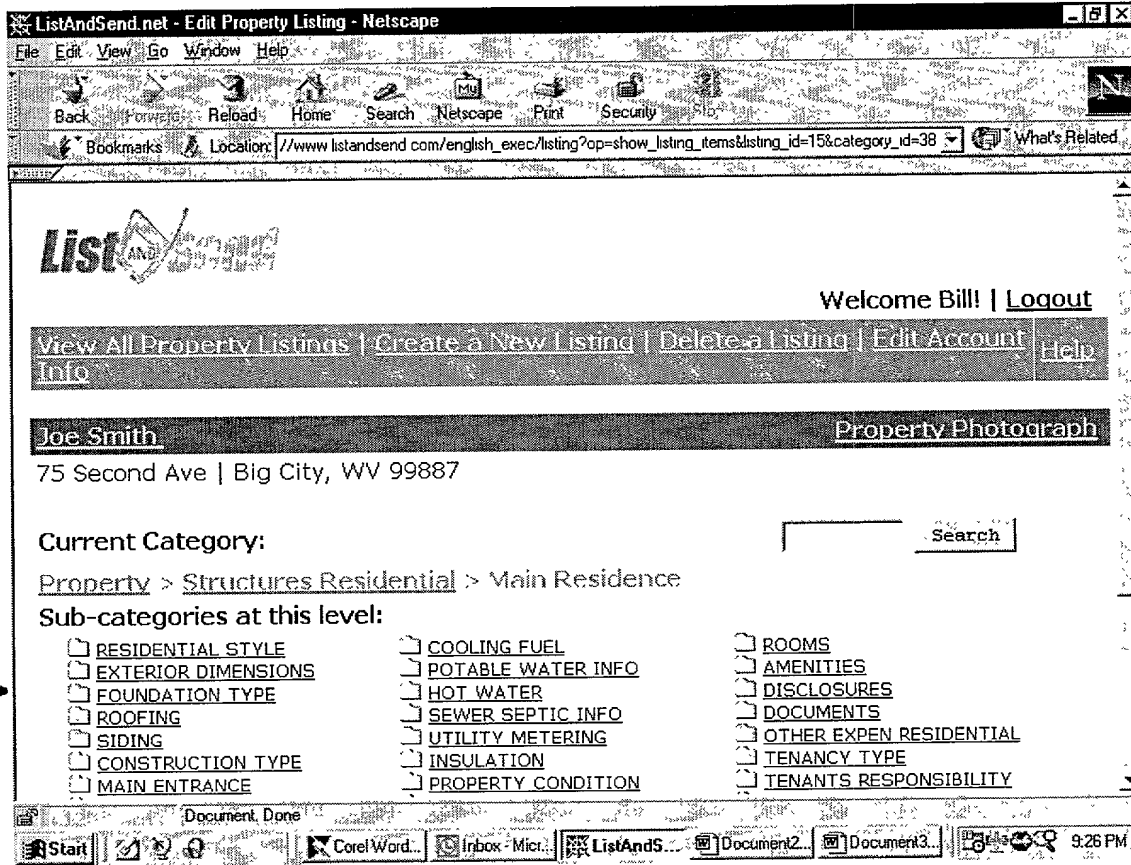 ListAndSend.net - Edit Property Listing - Netscape
File Edit View Go Window Help
Back Forward Reload Home Search Netscape Print Security Stop
My
N
Bookmarks Location: //www listandsend com/english_exec/listing?op=show_listing_items&listing_id=15&category_id=38 What's Related
List AND Send
Welcome Bill! | Logout
View All Property Listings | Create a New Listing | Delete a Listing | Edit Account Info
Help
Joe Smith Property Photograph
75 Second Ave | Big City, WV 99887
Current Category: Search
Property > Structures Residential > Main Residence
Sub-categories at this level:
RESIDENTIAL STYLE COOLING FUEL ROOMS
EXTERIOR DIMENSIONS POTABLE WATER INFO AMENITIES
FOUNDATION TYPE HOT WATER DISCLOSURES
ROOFING SEWER SEPTIC INFO DOCUMENTS
SIDING UTILITY METERING OTHER EXPEN RESIDENTIAL
CONSTRUCTION TYPE INSULATION TENANCY TYPE
MAIN ENTRANCE PROPERTY CONDITION TENANTS RESPONSIBILITY
Document. Done
Start Corel Word... Inbox - Micr... ListAndS... Document2... Document3... 9:26 PM